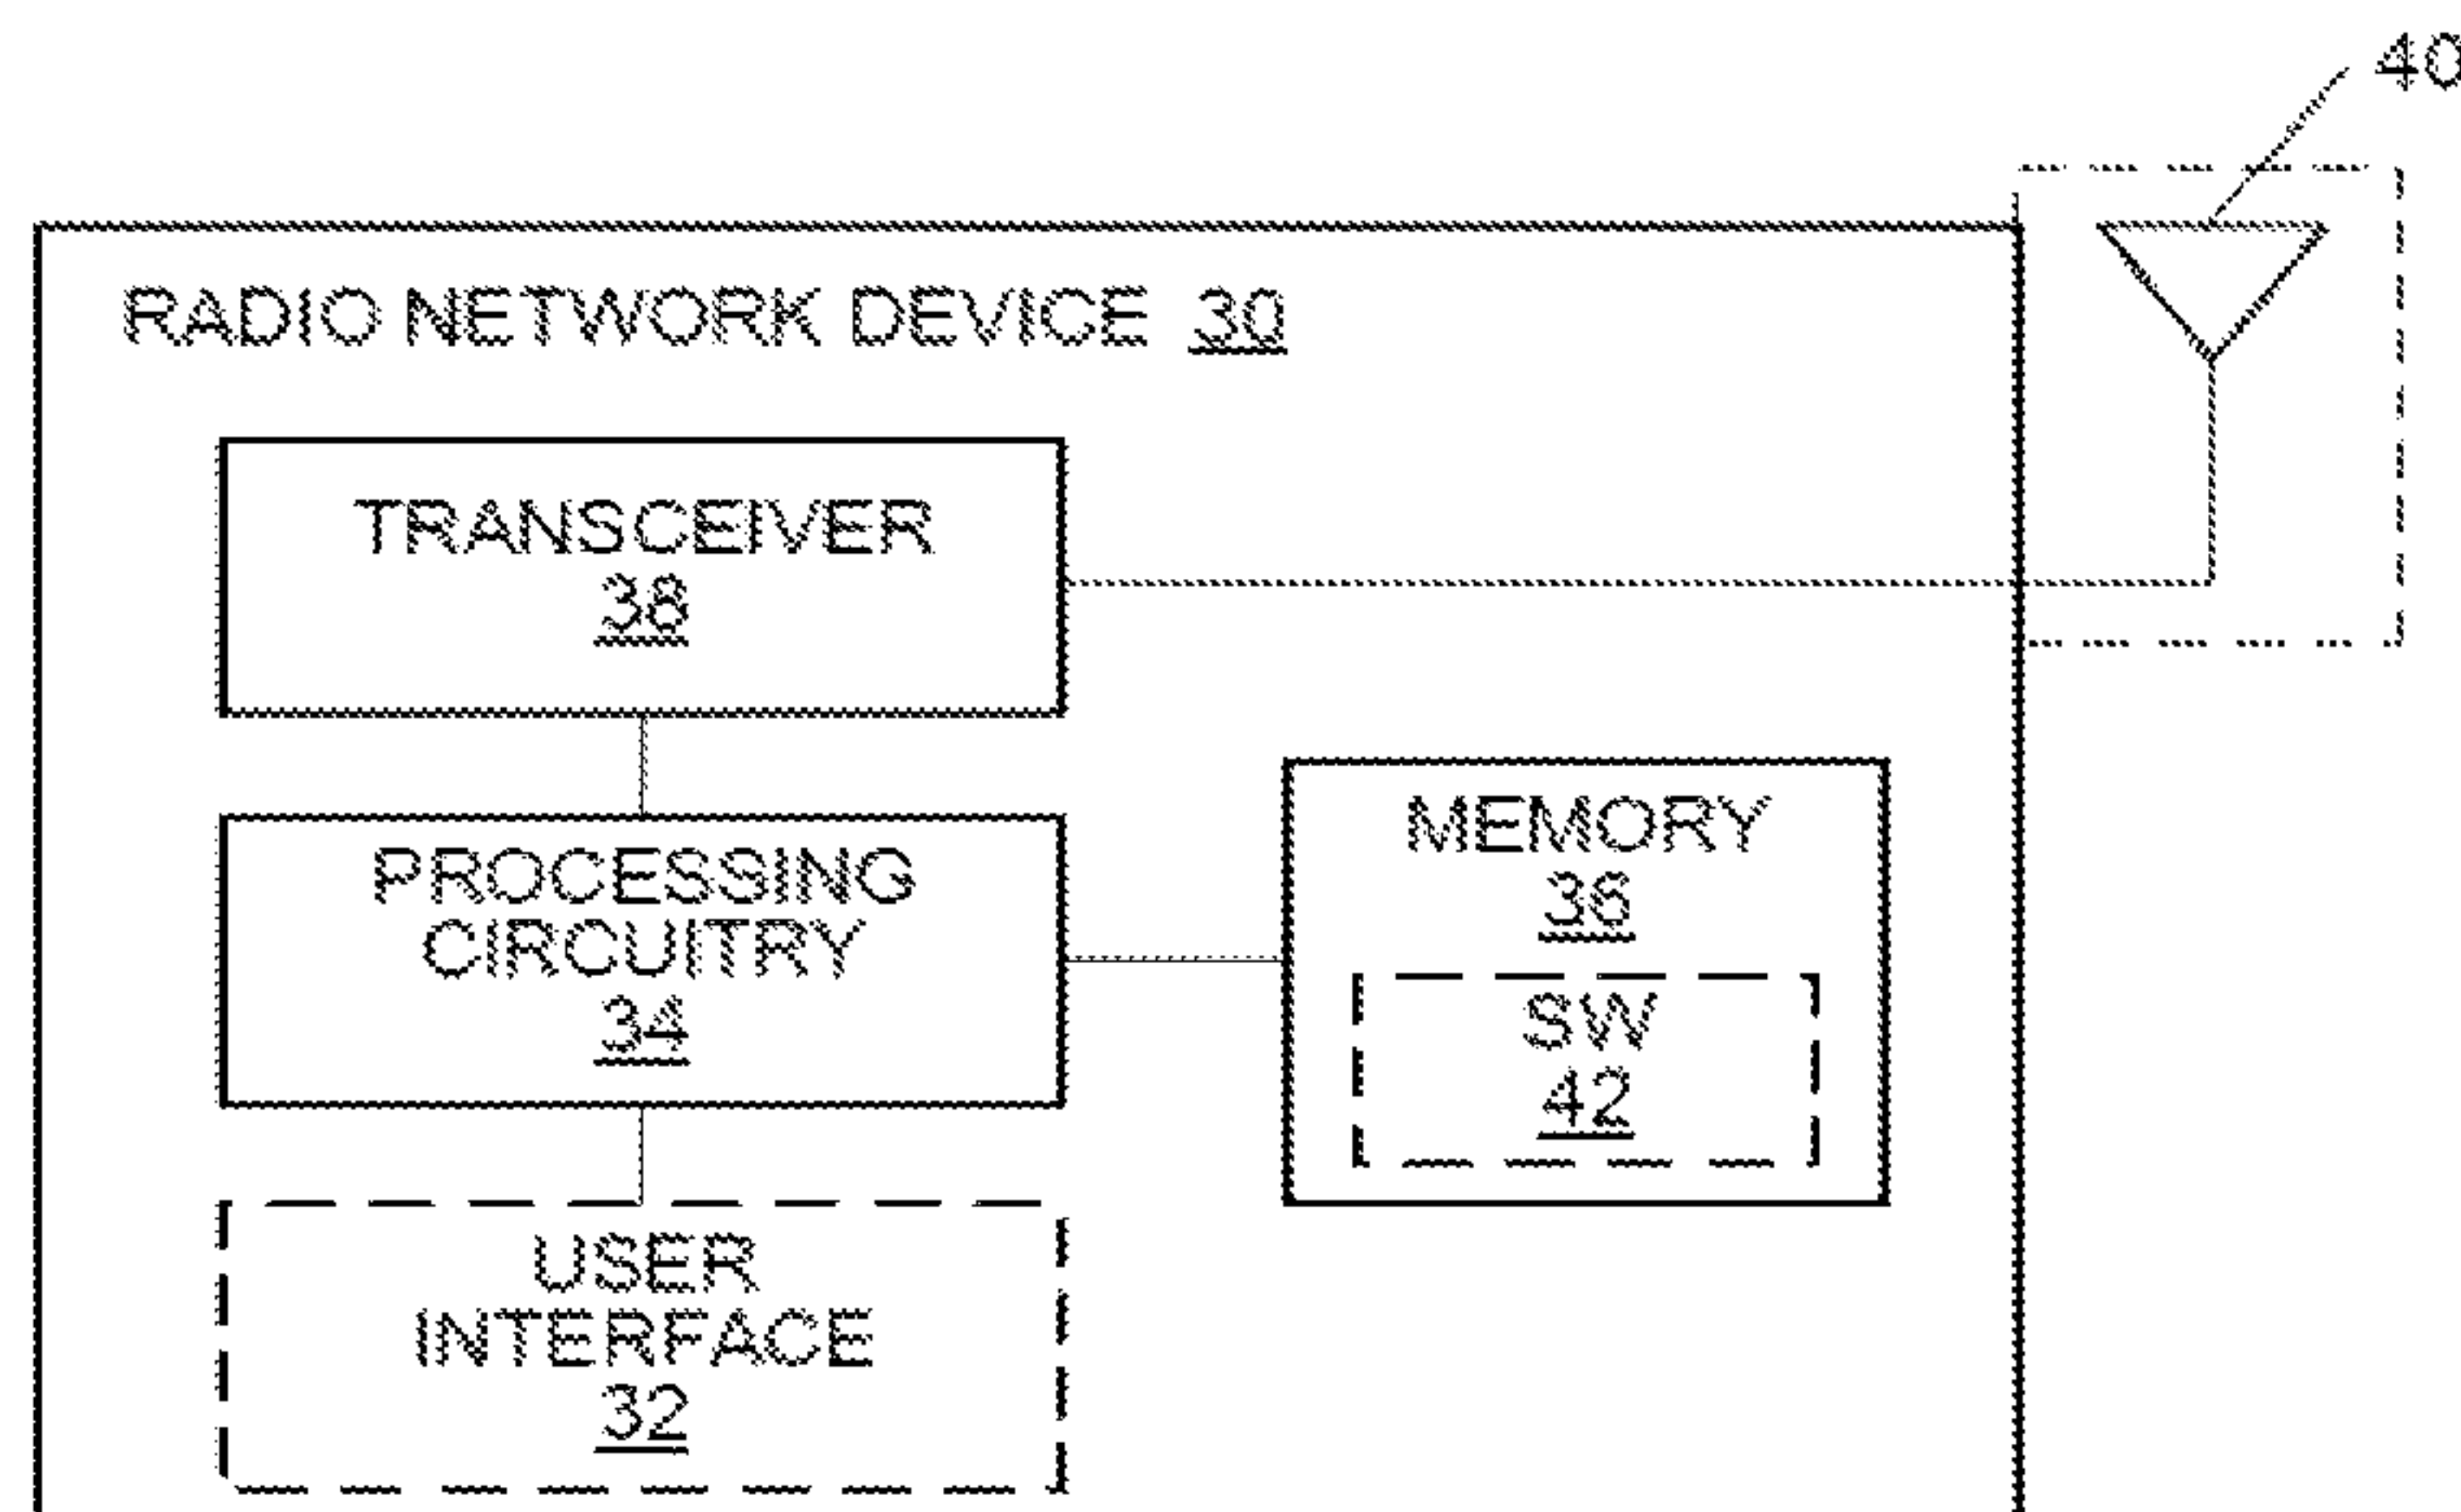 40
RADIO NETWORK DEVICE 30
TRANSCEIVER
38
PROCESSING
CIRCUITRY
34
MEMORY
36
SW
42
USER
INTERFACE
32